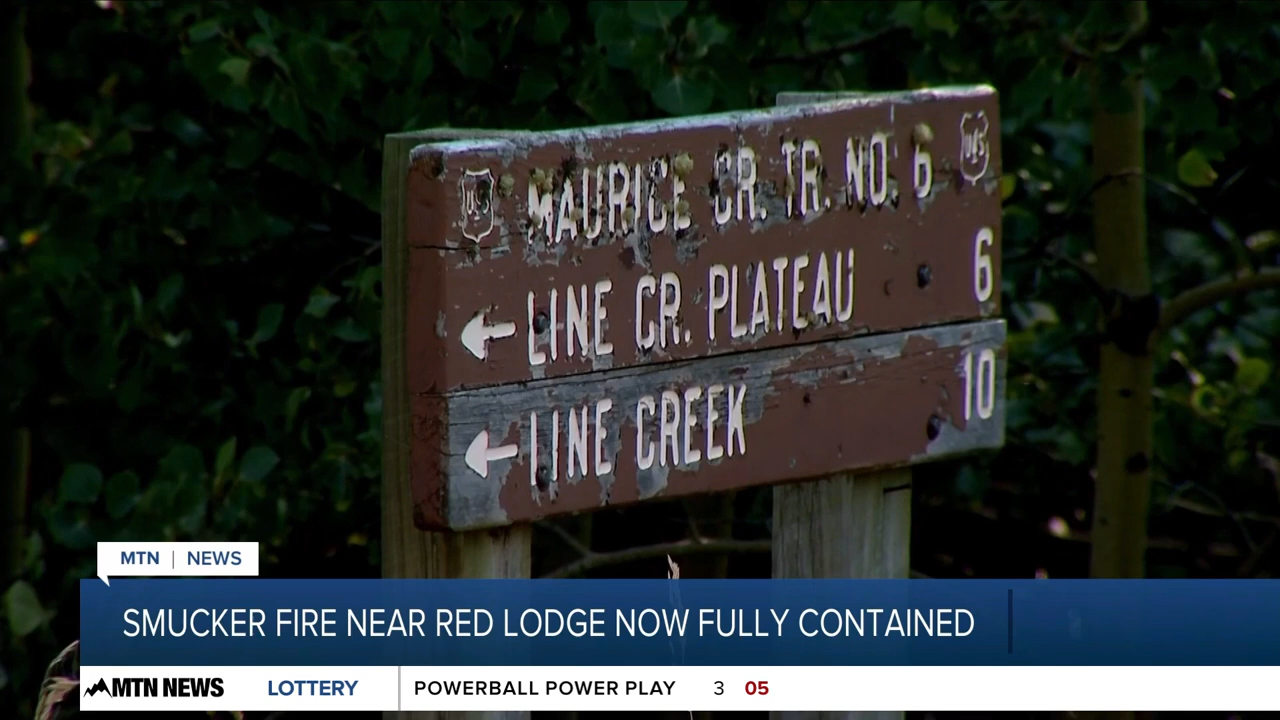 MAURICE CR. TR. NO. 6
LINE CR. PLATEAU 6
LINE CREEK 10
MTN | NEWS
SMUCKER FIRE NEAR RED LODGE NOW FULLY CONTAINED
MTN NEWS LOTTERY POWERBALL POWER PLAY 3 05